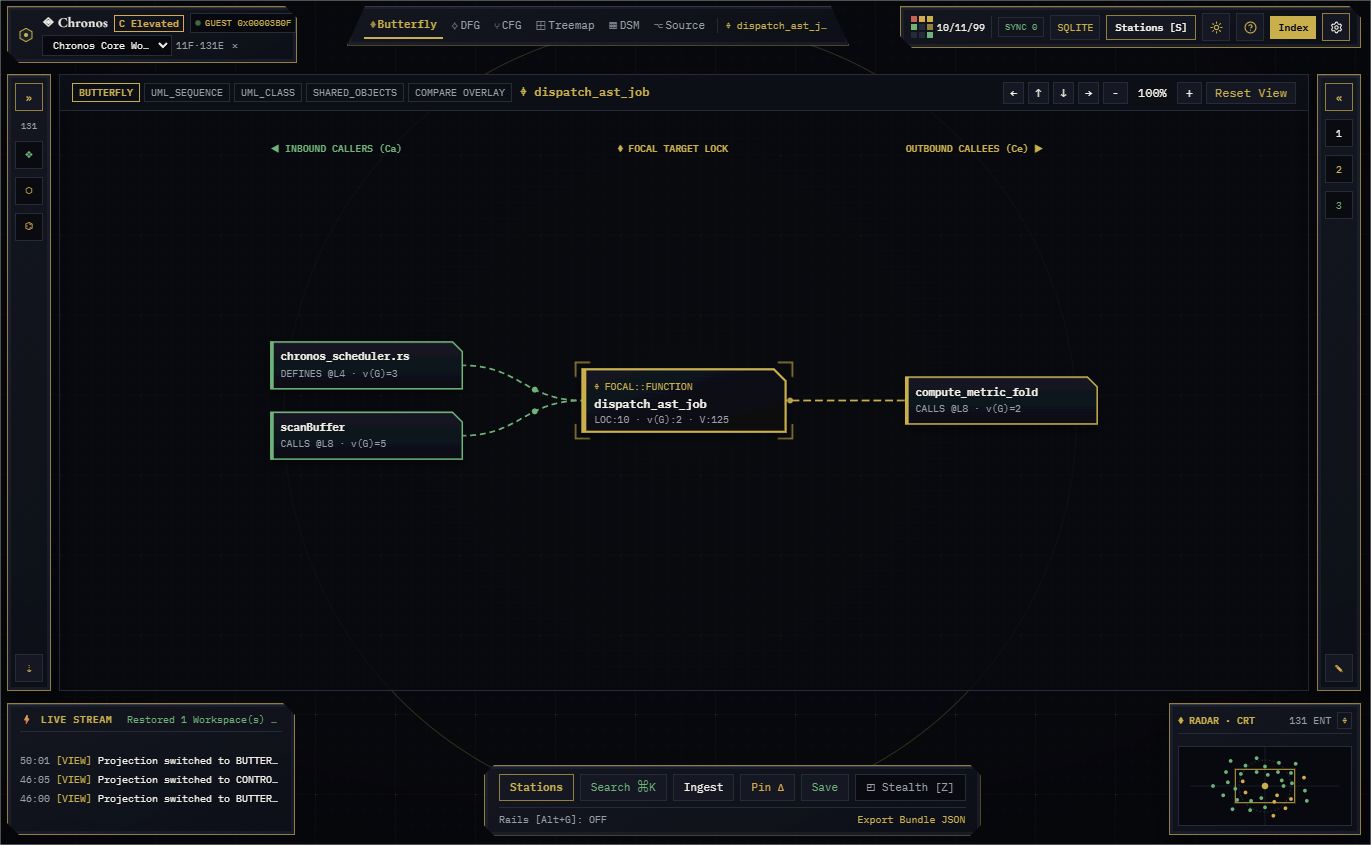 Chronos C Elevated GUEST 0x0000380F
Chronos Core Wo… 11F·131E ×
Butterfly DFG CFG Treemap DSM Source dispatch_ast_j…
10/11/99 SYNC 0 SQLITE Stations [S] Index
BUTTERFLY UML_SEQUENCE UML_CLASS SHARED_OBJECTS COMPARE OVERLAY dispatch_ast_job
- 100% + Reset View
»
131
«
1
2
3
INBOUND CALLERS (Ca)
FOCAL TARGET LOCK
OUTBOUND CALLEES (Ce)
chronos_scheduler.rs
DEFINES @L4 · v(G)=3
scanBuffer
CALLS @L8 · v(G)=5
FOCAL::FUNCTION
dispatch_ast_job
LOC:10 · v(G):2 · V:125
compute_metric_fold
CALLS @L8 · v(G)=2
LIVE STREAM Restored 1 Workspace(s) …
50:01 [VIEW] Projection switched to BUTTER…
46:05 [VIEW] Projection switched to CONTRO…
46:00 [VIEW] Projection switched to BUTTER…
Stations Search ⌘K Ingest Pin Δ Save Stealth [Z]
Rails [Alt+G]: OFF Export Bundle JSON
RADAR · CRT 131 ENT